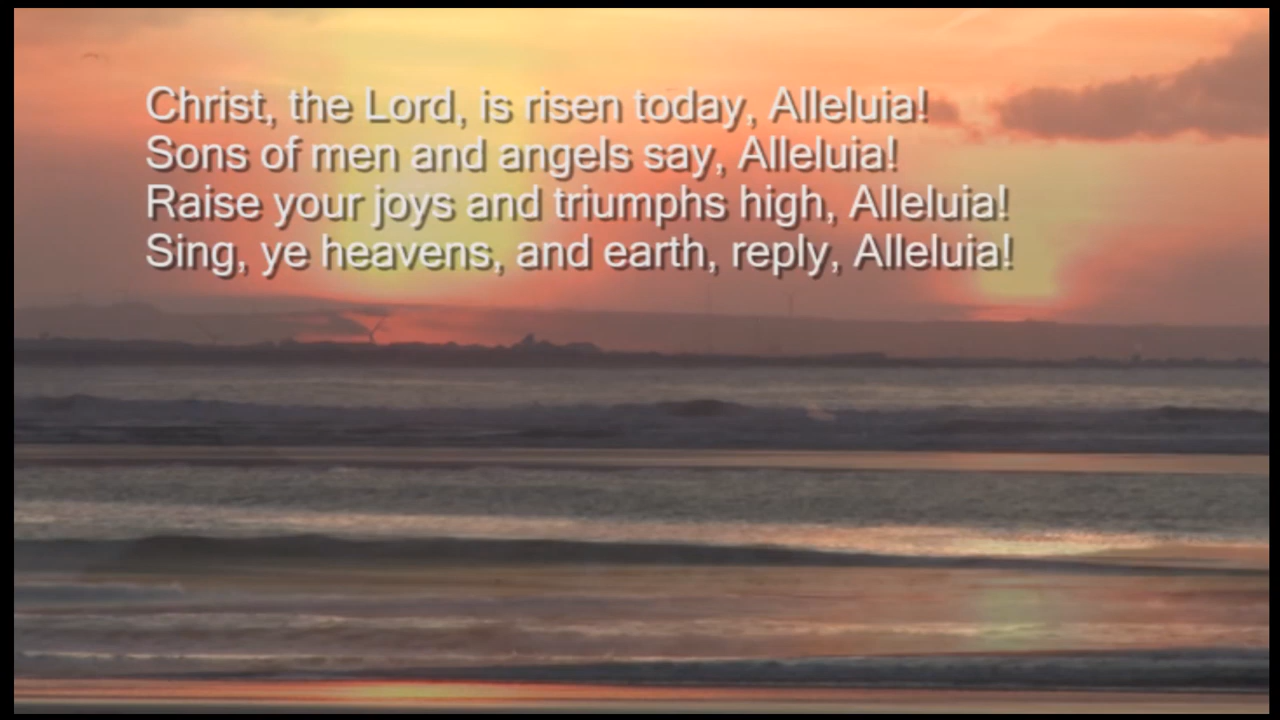 Christ, the Lord, is risen today, Alleluia!
Sons of men and angels say, Alleluia!
Raise your joys and triumphs high, Alleluia!
Sing, ye heavens, and earth, reply, Alleluia!